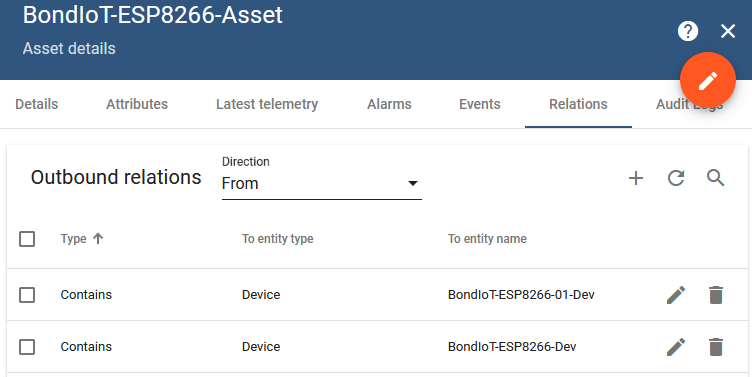 BondIoT-ESP8266-Asset
Asset details
?
Details Attributes Latest telemetry Alarms Events Relations Audit Logs
Direction
Outbound relations From
Type To entity type To entity name
Contains Device BondIoT-ESP8266-01-Dev
Contains Device BondIoT-ESP8266-Dev